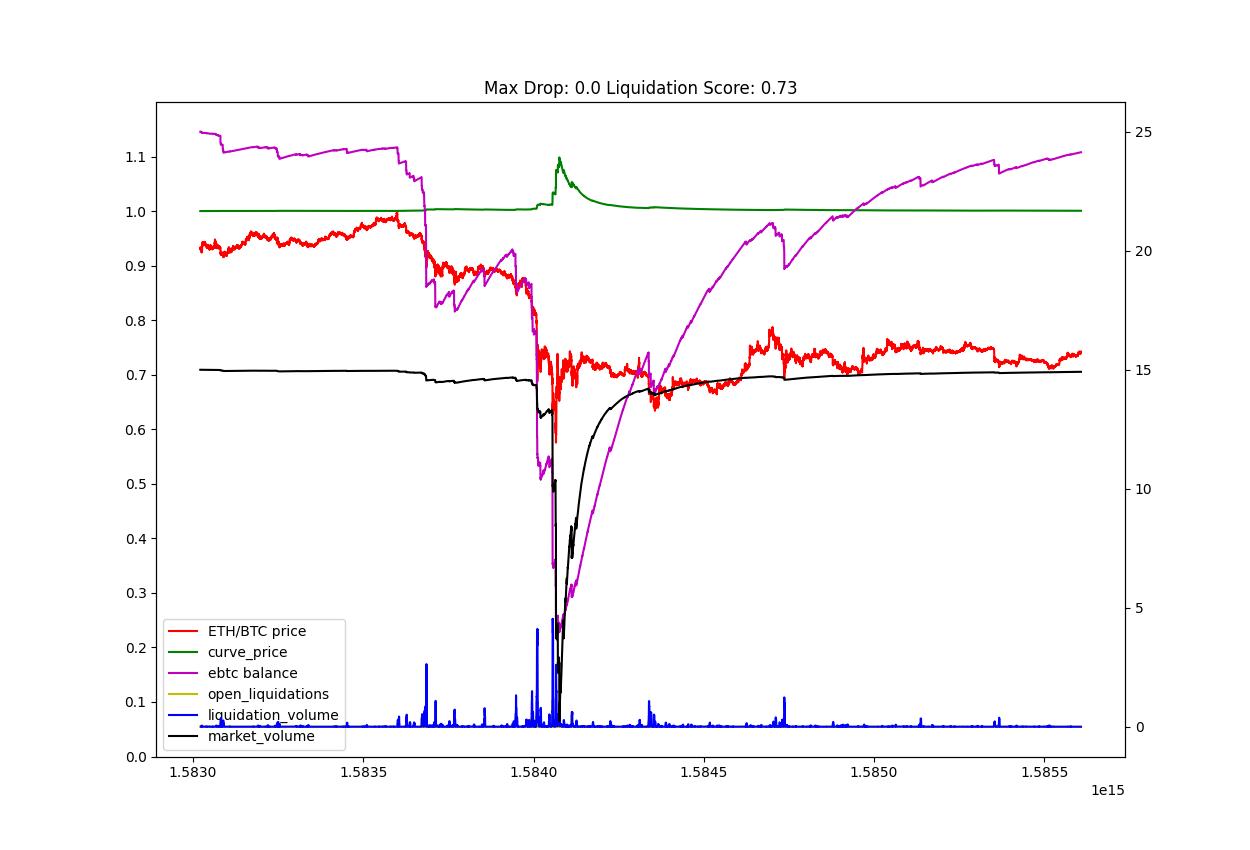 Max Drop: 0.0 Liquidation Score: 0.73
1.1
1.0
0.9
0.8
0.7
0.6
0.5
0.4
0.3
0.2
0.1
0.0
25
20
15
10
5
0
ETH/BTC price
curve_price
ebtc balance
open_liquidations
liquidation_volume
market_volume
1.5830 1.5835 1.5840 1.5845 1.5850 1.5855
1e15